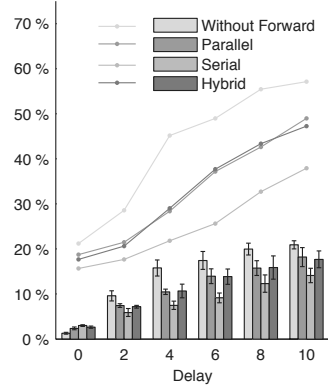 70 %
60 %
50 %
40 %
30 %
20 %
10 %
0 %
Without Forward
Parallel
Serial
Hybrid
0 2 4 6 8 10
Delay